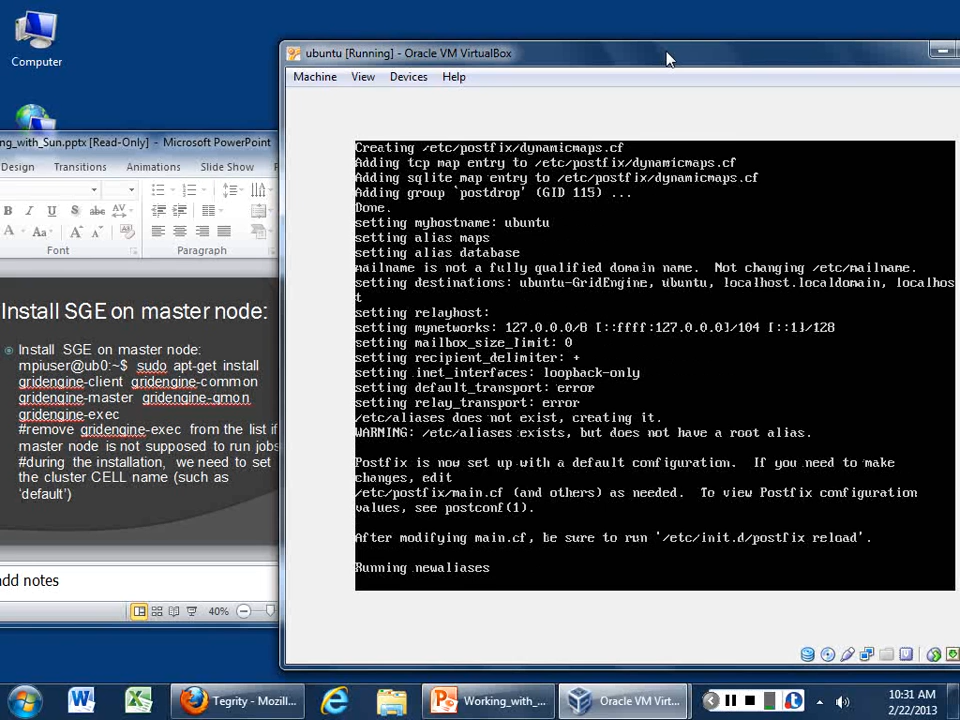 Computer
ubuntu [Running] - Oracle VM VirtualBox
Machine View Devices Help
ng_with_Sun.pptx [Read-Only] - Microsoft PowerPoint
Design Transitions Animations Slide Show
B I U S abc AV
A Aa A A
Font Paragraph
Install SGE on master node:
Install SGE on master node:
mpiuser@ub0:~$ sudo apt-get install
gridengine-client gridengine-common
gridengine-master gridengine-qmon
gridengine-exec
#remove gridengine-exec from the list if
master node is not supposed to run jobs
#during the installation, we need to set
the cluster CELL name (such as
'default')
add notes
40%
Creating /etc/postfix/dynamicmaps.cf
Adding tcp map entry to /etc/postfix/dynamicmaps.cf
Adding sqlite map entry to /etc/postfix/dynamicmaps.cf
Adding group `postdrop' (GID 115) ...
Done.
setting myhostname: ubuntu
setting alias maps
setting alias database
mailname is not a fully qualified domain name.  Not changing /etc/mailname.
setting destinations: ubuntu-GridEngine, ubuntu, localhost.localdomain, localhos
t
setting relayhost:
setting mynetworks: 127.0.0.0/8 [::ffff:127.0.0.0]/104 [::1]/128
setting mailbox_size_limit: 0
setting recipient_delimiter: +
setting inet_interfaces: loopback-only
setting default_transport: error
setting relay_transport: error
/etc/aliases does not exist, creating it.
WARNING: /etc/aliases exists, but does not have a root alias.
Postfix is now set up with a default configuration.  If you need to make
changes, edit
/etc/postfix/main.cf (and others) as needed.  To view Postfix configuration
values, see postconf(1).
After modifying main.cf, be sure to run '/etc/init.d/postfix reload'.
Running newaliases
Tegrity - Mozill...
Working_with_...
Oracle VM Virt...
10:31 AM
2/22/2013